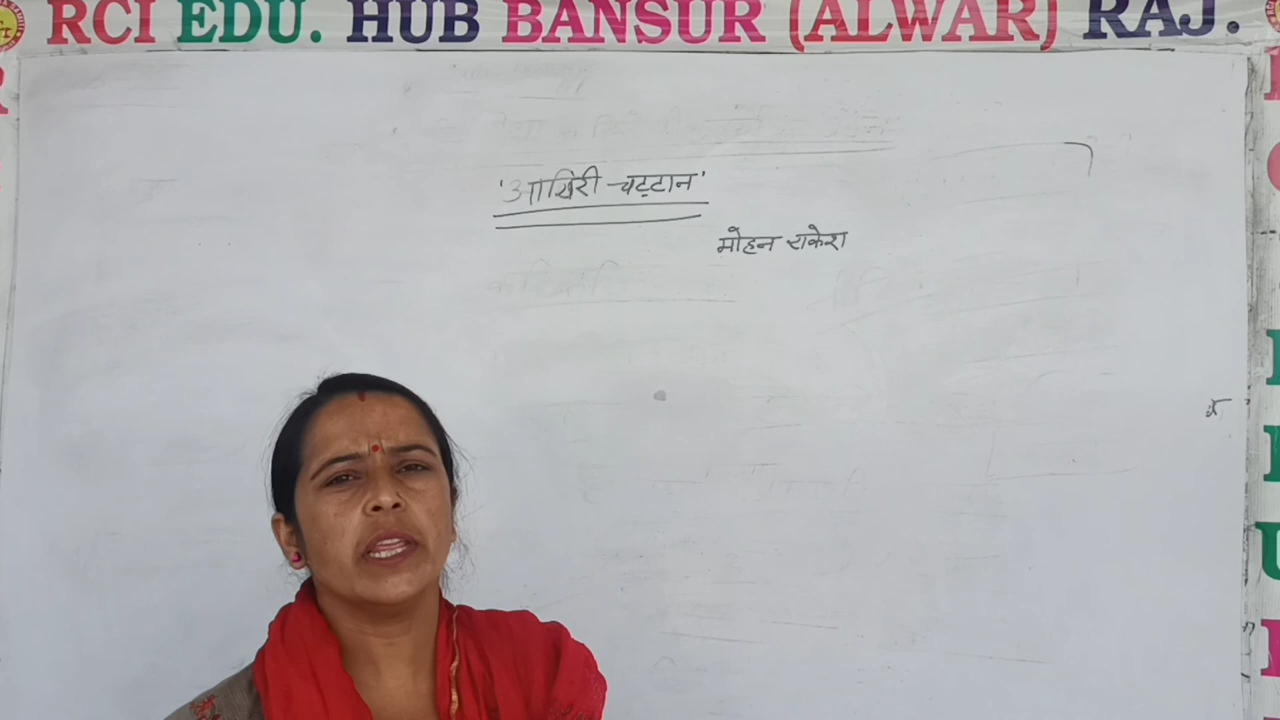 RCI EDU. HUB BANSUR (ALWAR) RAJ.
'आखिरी चट्टान'
मोहन राकेश